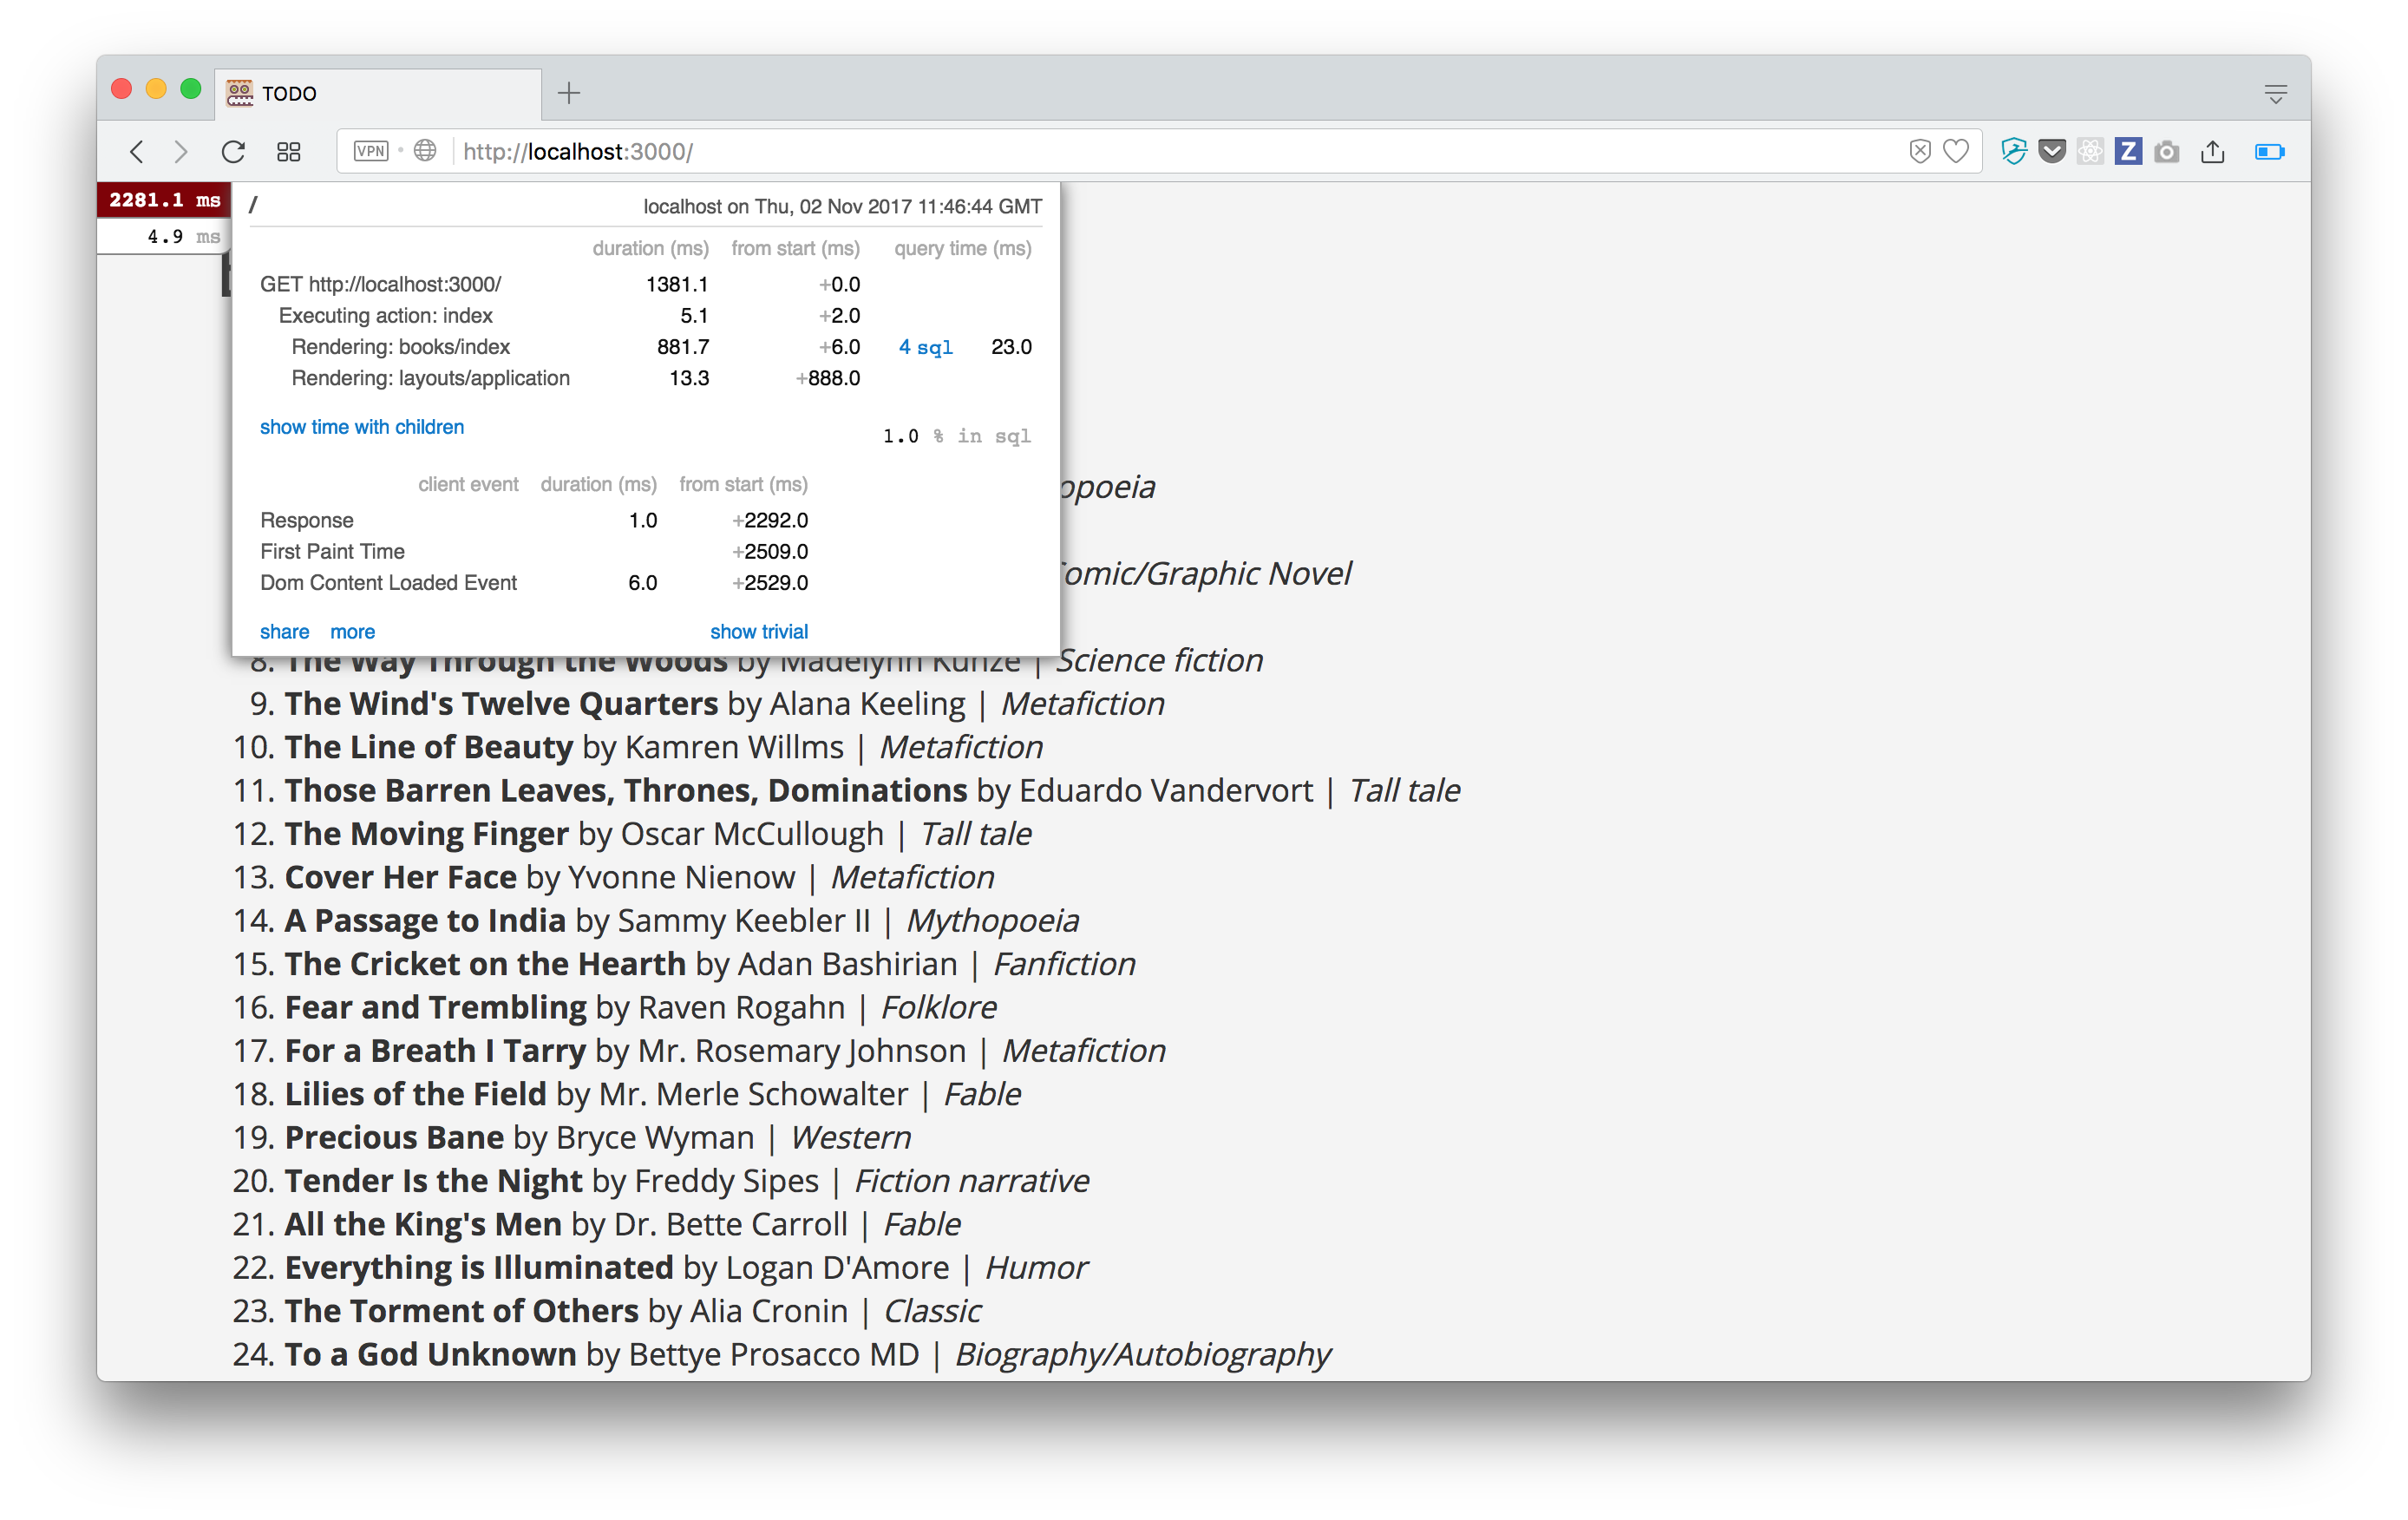 TODO
VPN http://localhost:3000/
2281.1 ms
4.9 ms
/ localhost on Thu, 02 Nov 2017 11:46:44 GMT
duration (ms) from start (ms) query time (ms)
GET http://localhost:3000/ 1381.1 +0.0
Executing action: index 5.1 +2.0
Rendering: books/index 881.7 +6.0 4 sql 23.0
Rendering: layouts/application 13.3 +888.0
show time with children
1.0 % in sql
client event duration (ms) from start (ms)
Response 1.0 +2292.0
First Paint Time +2509.0
Dom Content Loaded Event 6.0 +2529.0
share more show trivial
opoeia
omic/Graphic Novel
8. The Way Through the Woods by Madelynn Kunze | Science fiction
9. The Wind's Twelve Quarters by Alana Keeling | Metafiction
10. The Line of Beauty by Kamren Willms | Metafiction
11. Those Barren Leaves, Thrones, Dominations by Eduardo Vandervort | Tall tale
12. The Moving Finger by Oscar McCullough | Tall tale
13. Cover Her Face by Yvonne Nienow | Metafiction
14. A Passage to India by Sammy Keebler II | Mythopoeia
15. The Cricket on the Hearth by Adan Bashirian | Fanfiction
16. Fear and Trembling by Raven Rogahn | Folklore
17. For a Breath I Tarry by Mr. Rosemary Johnson | Metafiction
18. Lilies of the Field by Mr. Merle Schowalter | Fable
19. Precious Bane by Bryce Wyman | Western
20. Tender Is the Night by Freddy Sipes | Fiction narrative
21. All the King's Men by Dr. Bette Carroll | Fable
22. Everything is Illuminated by Logan D'Amore | Humor
23. The Torment of Others by Alia Cronin | Classic
24. To a God Unknown by Bettye Prosacco MD | Biography/Autobiography